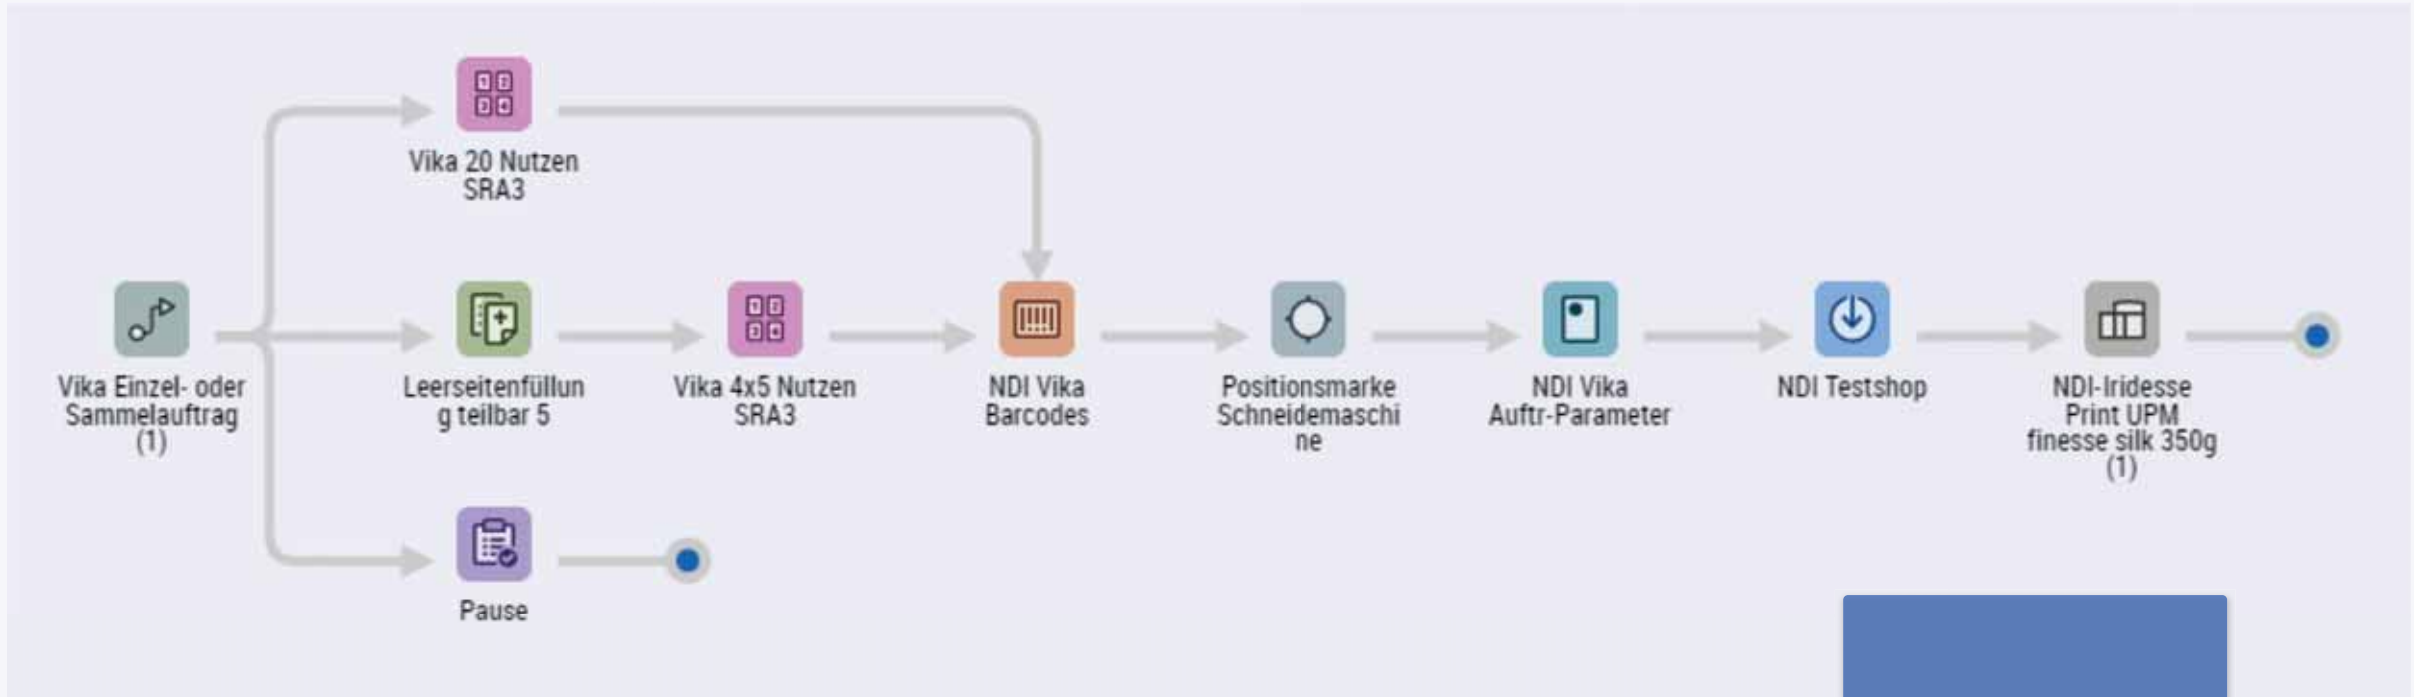 Vika 20 Nutzen
SRA3
Vika Einzel- oder
Sammelauftrag
(1)
Leerseitenfüllun
g teilbar 5
Vika 4x5 Nutzen
SRA3
NDI Vika
Barcodes
Positionsmarke
Schneidemaschi
ne
NDI Vika
Auftr-Parameter
NDI Testshop
NDI-Iridesse
Print UPM
finesse silk 350g
(1)
Pause